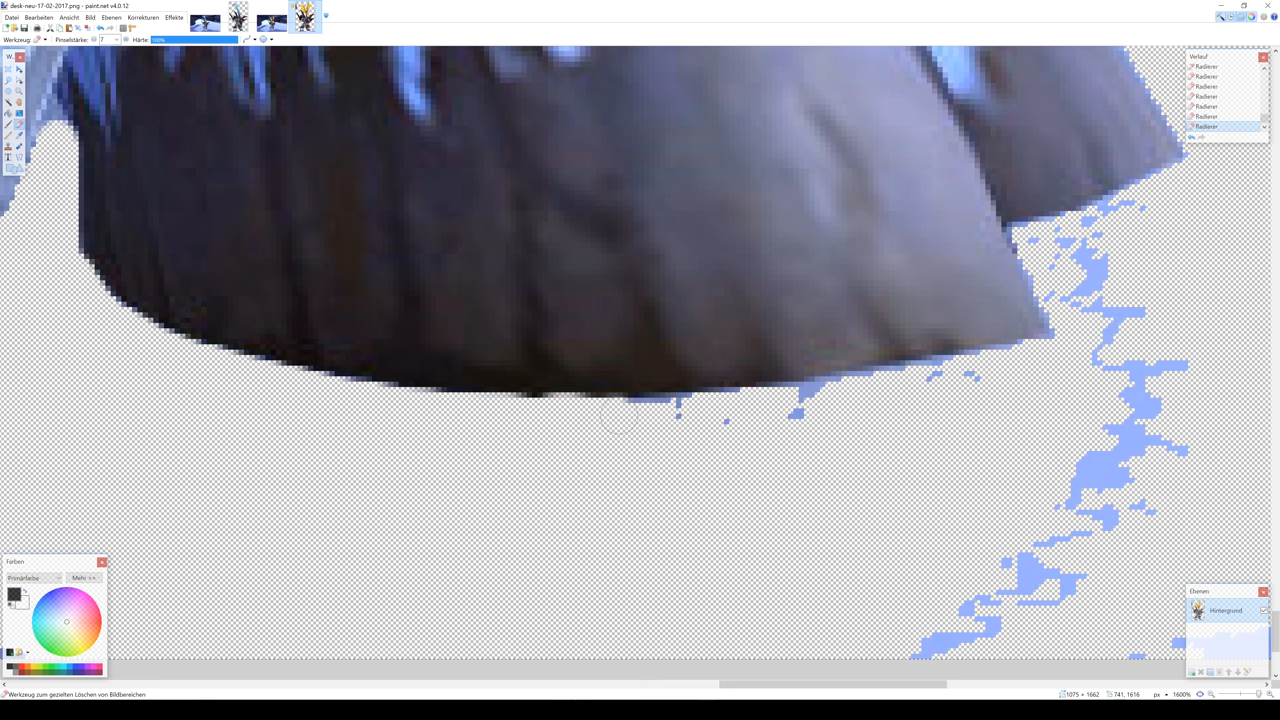 desk-neu-17-02-2017.png - paint.net v4.0.12
Datei Bearbeiten Ansicht Bild Ebenen Korrekturen Effekte
Werkzeug: Pinselstärke: 7 Härte: 100%
W...
Verlauf
Radierer
Radierer
Radierer
Radierer
Radierer
Radierer
Radierer
Farben
Primärfarbe Mehr >>
Ebenen
Hintergrund
Werkzeug zum gezielten Löschen von Bildbereichen
1075 × 1662 741, 1616 px 1600%